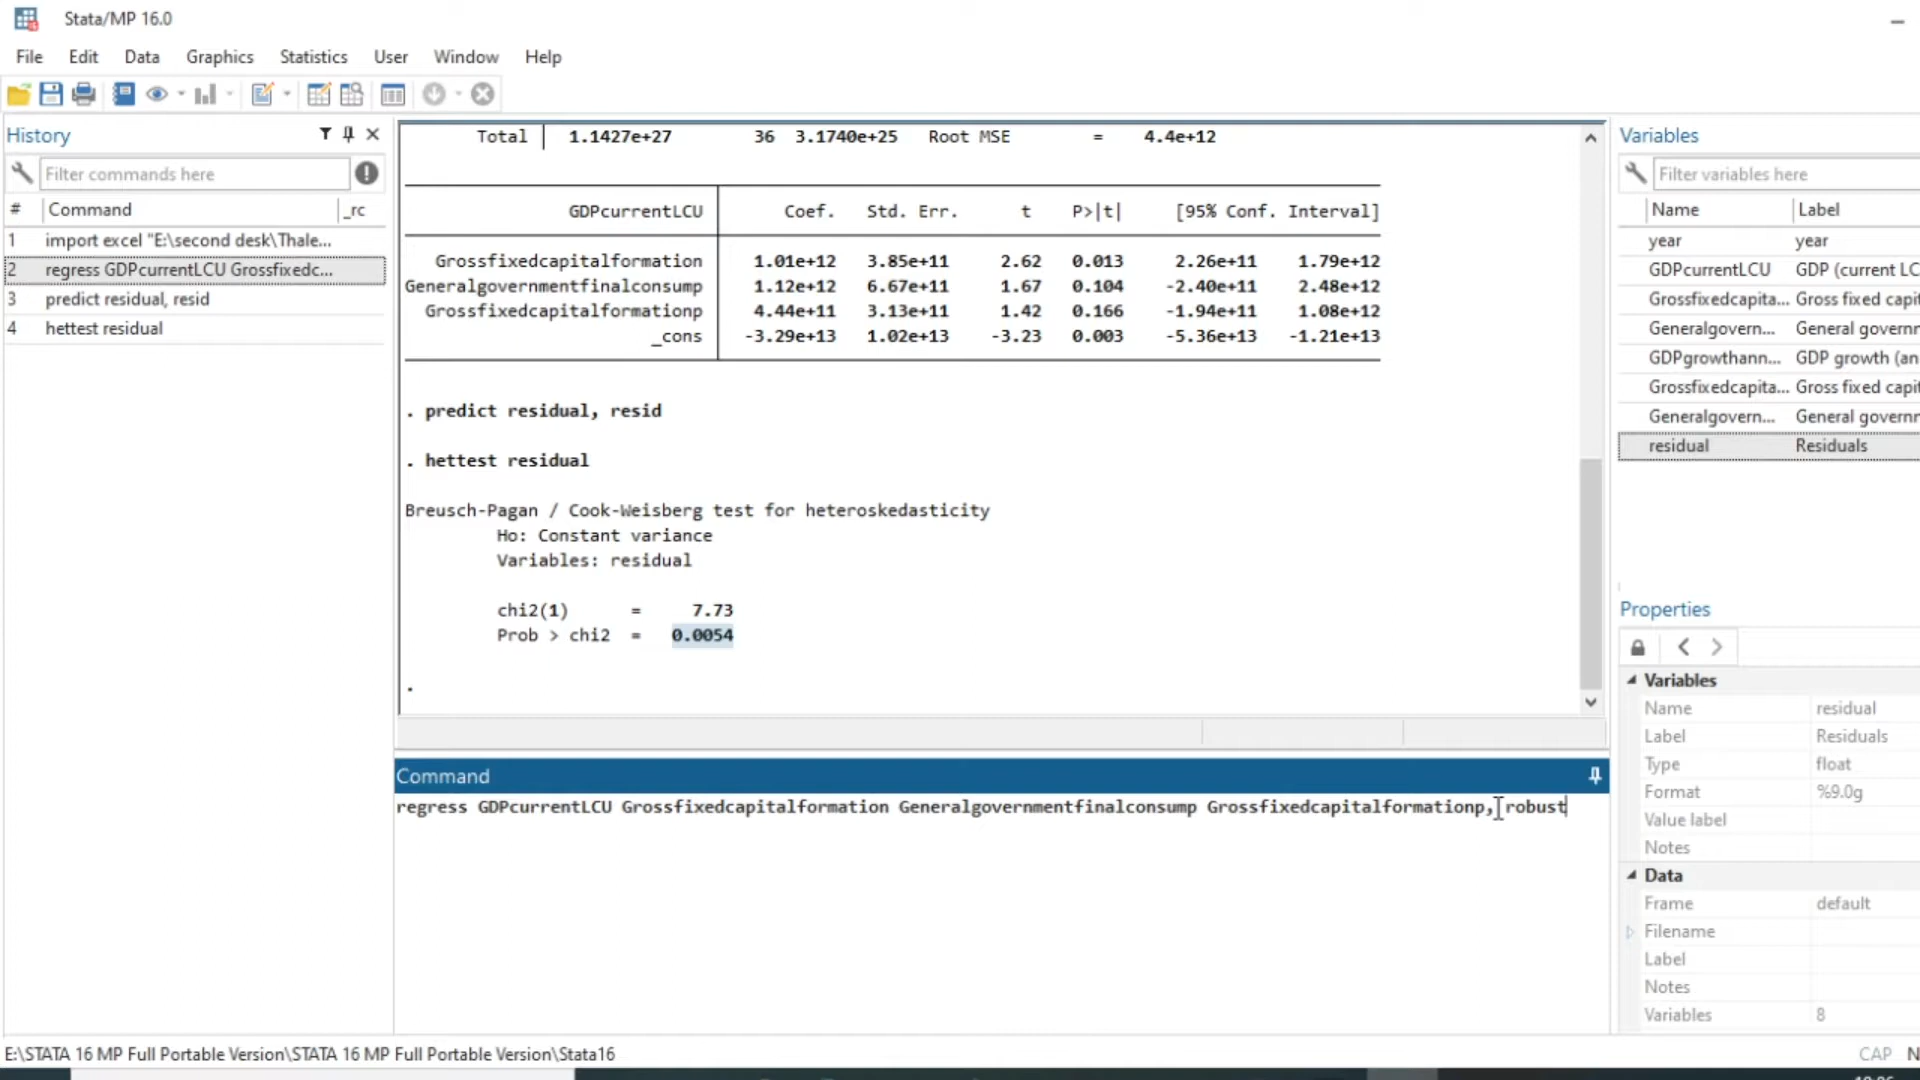 Stata/MP 16.0
File Edit Data Graphics Statistics User Window Help
History
Filter commands here
# Command _rc
1 import excel "E:\second desk\Thale...
2 regress GDPcurrentLCU Grossfixedc...
3 predict residual, resid
4 hettest residual
Total 1.1427e+27 36 3.1740e+25 Root MSE = 4.4e+12
GDPcurrentLCU Coef. Std. Err. t P>|t| [95% Conf. Interval]
Grossfixedcapitalformation 1.01e+12 3.85e+11 2.62 0.013 2.26e+11 1.79e+12
Generalgovernmentfinalconsump 1.12e+12 6.67e+11 1.67 0.104 -2.40e+11 2.48e+12
Grossfixedcapitalformationp 4.44e+11 3.13e+11 1.42 0.166 -1.94e+11 1.08e+12
_cons -3.29e+13 1.02e+13 -3.23 0.003 -5.36e+13 -1.21e+13
. predict residual, resid
. hettest residual
Breusch-Pagan / Cook-Weisberg test for heteroskedasticity
Ho: Constant variance
Variables: residual
chi2(1) = 7.73
Prob > chi2 = 0.0054
.
Command
regress GDPcurrentLCU Grossfixedcapitalformation Generalgovernmentfinalconsump Grossfixedcapitalformationp, robust
Variables
Filter variables here
Name Label
year year
GDPcurrentLCU GDP (current LC
Grossfixedcapita... Gross fixed capit
Generalgovern... General governr
GDPgrowthann... GDP growth (an
Grossfixedcapita... Gross fixed capit
Generalgovern... General governr
residual Residuals
Properties
Variables
Name residual
Label Residuals
Type float
Format %9.0g
Value label
Notes
Data
Frame default
Filename
Label
Notes
Variables 8
E:\STATA 16 MP Full Portable Version\STATA 16 MP Full Portable Version\Stata16
CAP N